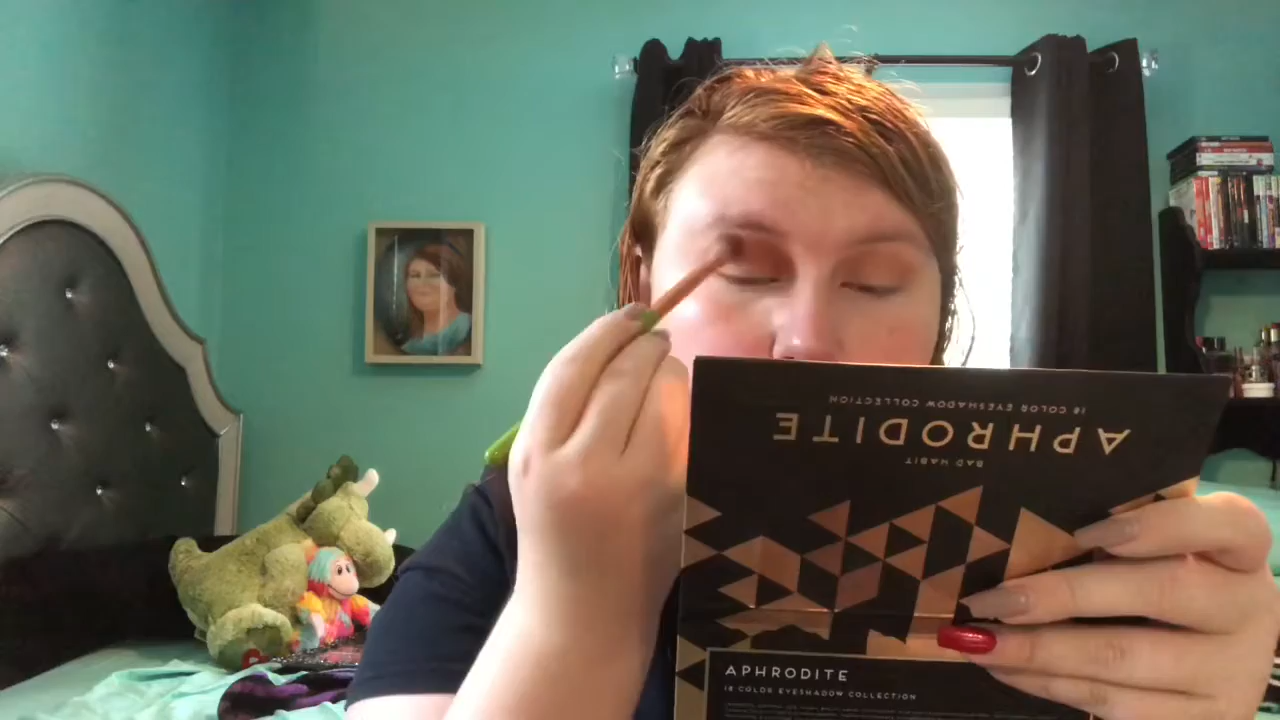 18 COLOR EYESHADOW COLLECTION
APHRODITE
BAD HABIT
APHRODITE
18 COLOR EYESHADOW COLLECTION